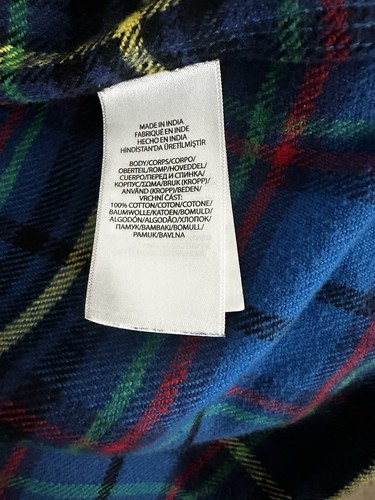 MADE IN INDIA
FABRIQUÉ EN INDE
HECHO EN INDIA
HİNDİSTAN'DA ÜRETİLMİŞTİR
BODY/CORPS/CORPO/
OBERTEIL/ROMP/HOVEDDEL/
CUERPO/ПЕРЕД И СПИНКА/
КОРПУС/ΣΩΜΑ/BRUK (KROPP)/
ANVÄND (KROPP)/BEDEN/
VRCHNÍ ČÁST:
100% COTTON/COTON/COTONE/
BAUMWOLLE/KATOEN/BOMULD/
ALGODÓN/ALGODÃO/ХЛОПОК/
ПАМУК/ΒΑΜΒΑΚΙ/BOMULL/
PAMUK/BAVLNA